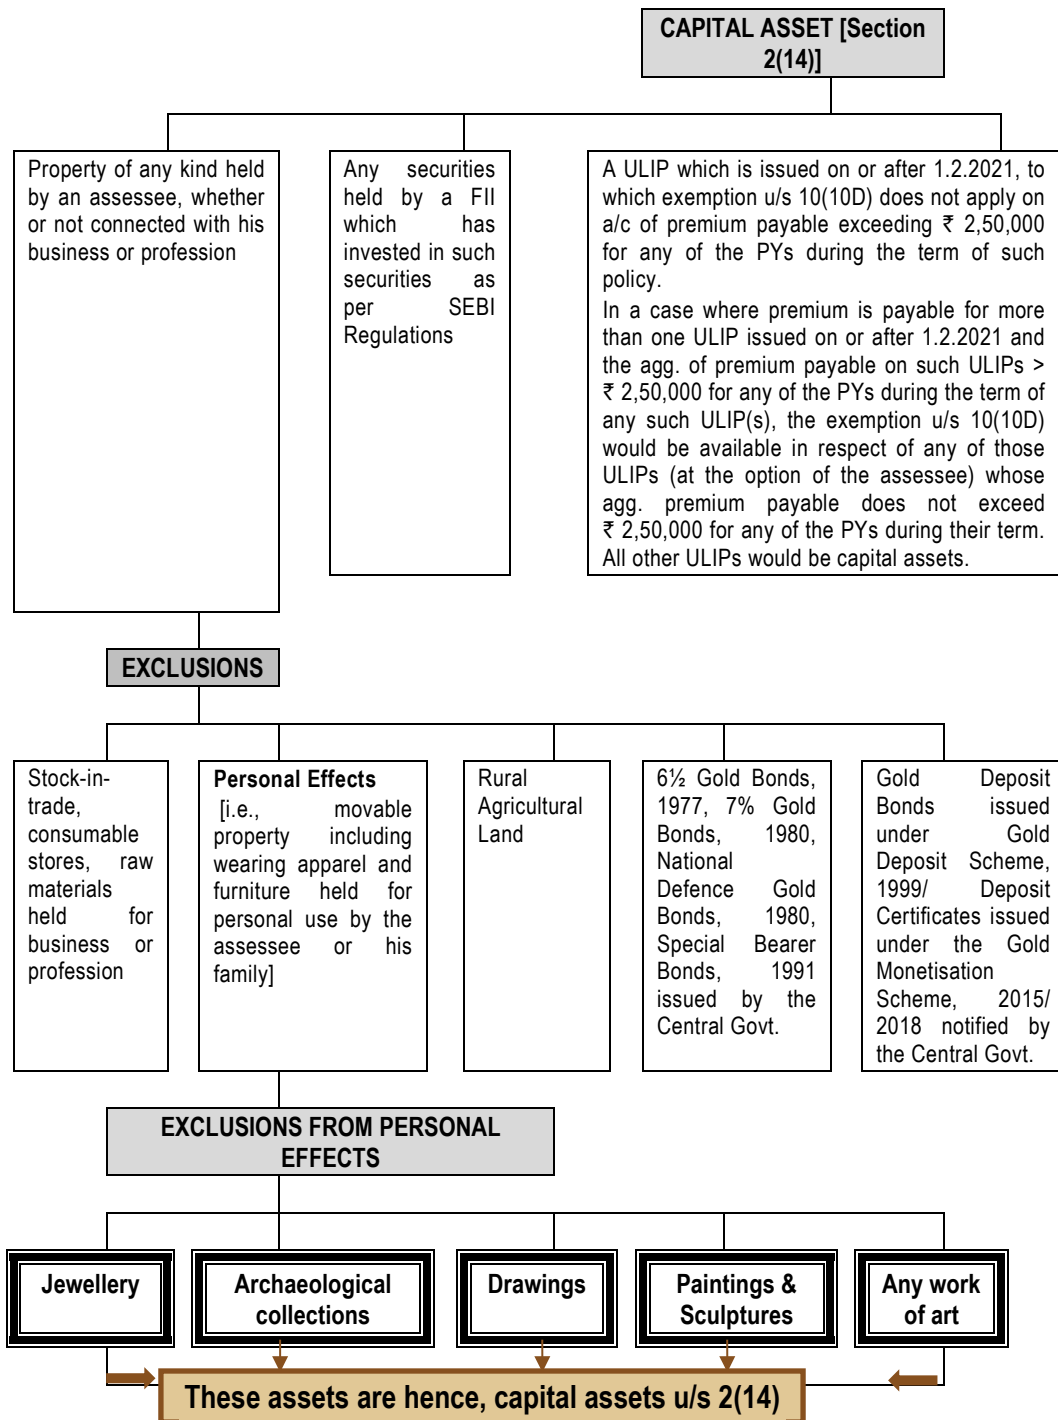 CAPITAL ASSET [Section
2(14)]
Property of any kind held
by an assessee, whether
or not connected with his
business or profession
Any securities
held by a FII
which has
invested in such
securities as
per SEBI
Regulations
A ULIP which is issued on or after 1.2.2021, to
which exemption u/s 10(10D) does not apply on
a/c of premium payable exceeding ₹ 2,50,000
for any of the PYs during the term of such
policy.
In a case where premium is payable for more
than one ULIP issued on or after 1.2.2021 and
the agg. of premium payable on such ULIPs >
₹ 2,50,000 for any of the PYs during the term of
any such ULIP(s), the exemption u/s 10(10D)
would be available in respect of any of those
ULIPs (at the option of the assessee) whose
agg. premium payable does not exceed
₹ 2,50,000 for any of the PYs during their term.
All other ULIPs would be capital assets.
EXCLUSIONS
Stock-in-
trade,
consumable
stores, raw
materials
held for
business or
profession
Personal Effects
[i.e., movable
property including
wearing apparel and
furniture held for
personal use by the
assessee or his
family]
Rural
Agricultural
Land
6½ Gold Bonds,
1977, 7% Gold
Bonds, 1980,
National
Defence Gold
Bonds, 1980,
Special Bearer
Bonds, 1991
issued by the
Central Govt.
Gold Deposit
Bonds issued
under Gold
Deposit Scheme,
1999/ Deposit
Certificates issued
under the Gold
Monetisation
Scheme, 2015/
2018 notified by
the Central Govt.
EXCLUSIONS FROM PERSONAL
EFFECTS
Jewellery
Archaeological
collections
Drawings
Paintings &
Sculptures
Any work
of art
These assets are hence, capital assets u/s 2(14)